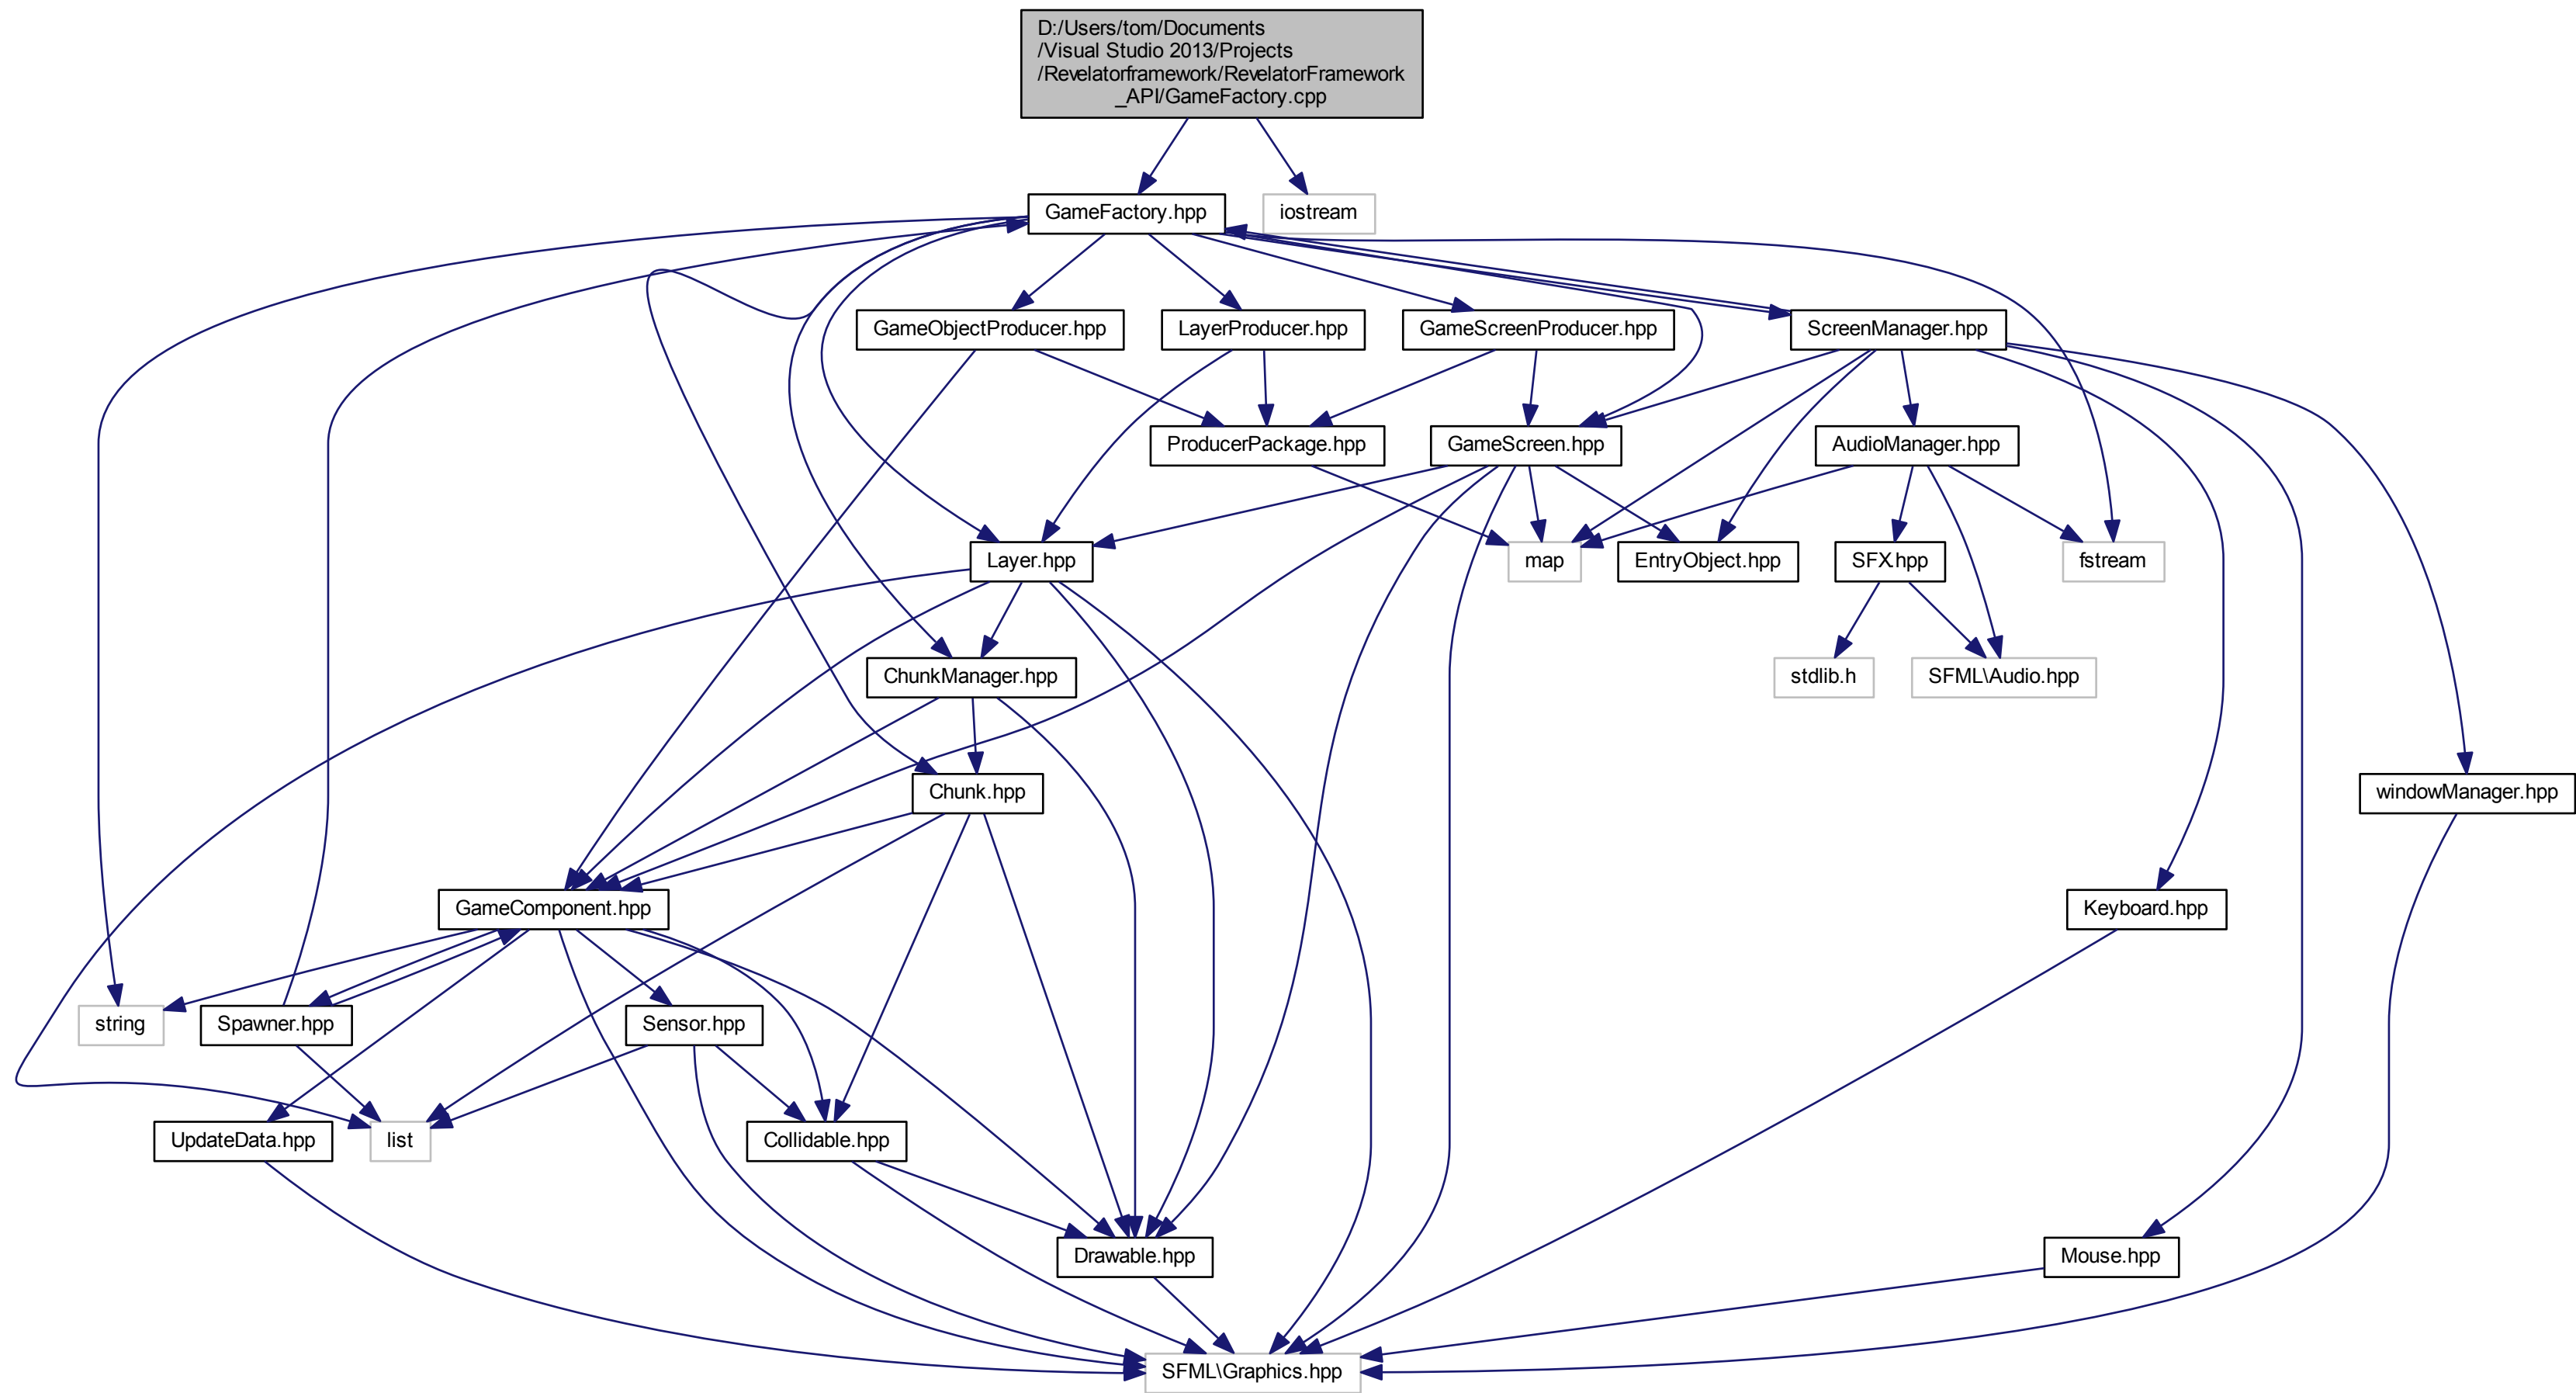 D:/Users/tom/Documents
/Visual Studio 2013/Projects
/Revelatorframework/RevelatorFramework
_API/GameFactory.cpp
GameFactory.hpp
iostream
GameObjectProducer.hpp
LayerProducer.hpp
GameScreenProducer.hpp
ScreenManager.hpp
ProducerPackage.hpp
GameScreen.hpp
AudioManager.hpp
Layer.hpp
map
EntryObject.hpp
SFX.hpp
fstream
ChunkManager.hpp
stdlib.h
SFML\Audio.hpp
Chunk.hpp
windowManager.hpp
GameComponent.hpp
Keyboard.hpp
string
Spawner.hpp
Sensor.hpp
UpdateData.hpp
list
Collidable.hpp
Drawable.hpp
Mouse.hpp
SFML\Graphics.hpp